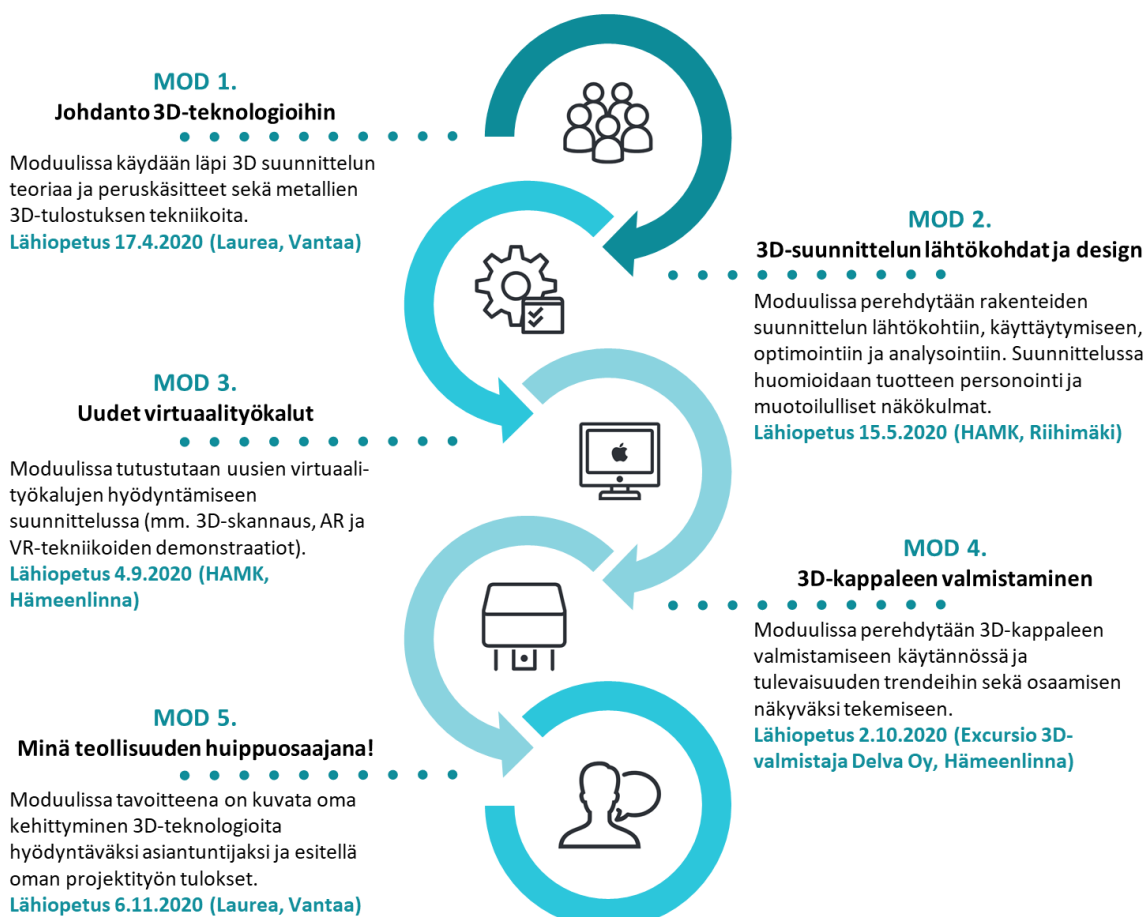 MOD 1.
Johdanto 3D-teknologioihin
Moduulissa käydään läpi 3D suunnittelun
teoriaa ja peruskäsitteet sekä metallien
3D-tulostuksen tekniikoita.
Lähiopetus 17.4.2020 (Laurea, Vantaa)
MOD 2.
3D-suunnittelun lähtökohdat ja design
Moduulissa perehdytään rakenteiden
suunnittelun lähtökohtiin, käyttäytymiseen,
optimointiin ja analysointiin. Suunnittelussa
huomioidaan tuotteen personointi ja
muotoilulliset näkökulmat.
Lähiopetus 15.5.2020 (HAMK, Riihimäki)
MOD 3.
Uudet virtuaalityökalut
Moduulissa tutustutaan uusien virtuaali-
työkalujen hyödyntämiseen
suunnittelussa (mm. 3D-skannaus, AR ja
VR-tekniikoiden demonstraatiot).
Lähiopetus 4.9.2020 (HAMK,
Hämeenlinna)
MOD 4.
3D-kappaleen valmistaminen
Moduulissa perehdytään 3D-kappaleen
valmistamiseen käytännössä ja
tulevaisuuden trendeihin sekä osaamisen
näkyväksi tekemiseen.
Lähiopetus 2.10.2020 (Excursio 3D-
valmistaja Delva Oy, Hämeenlinna)
MOD 5.
Minä teollisuuden huippuosaajana!
Moduulissa tavoitteena on kuvata oma
kehittyminen 3D-teknologioita
hyödyntäväksi asiantuntijaksi ja esitellä
oman projektityön tulokset.
Lähiopetus 6.11.2020 (Laurea, Vantaa)